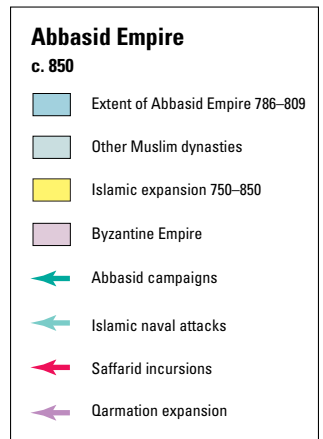 Abbasid Empire
c. 850
Extent of Abbasid Empire 786–809
Other Muslim dynasties
Islamic expansion 750–850
Byzantine Empire
Abbasid campaigns
Islamic naval attacks
Saffarid incursions
Qarmation expansion